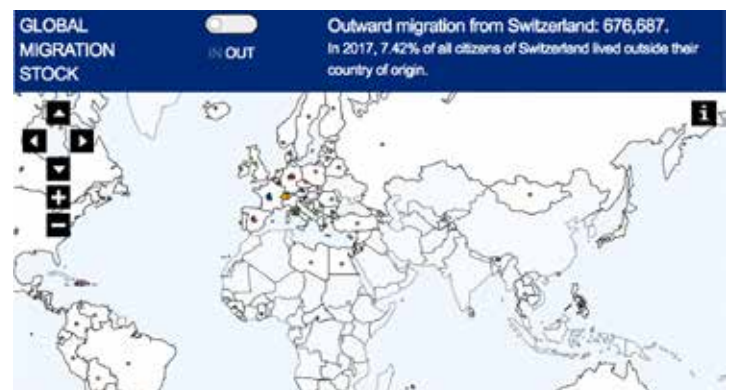 GLOBAL
MIGRATION
STOCK
IN OUT
Outward migration from Switzerland: 676,687.
In 2017, 7.42% of all citizens of Switzerland lived outside their
country of origin.
i